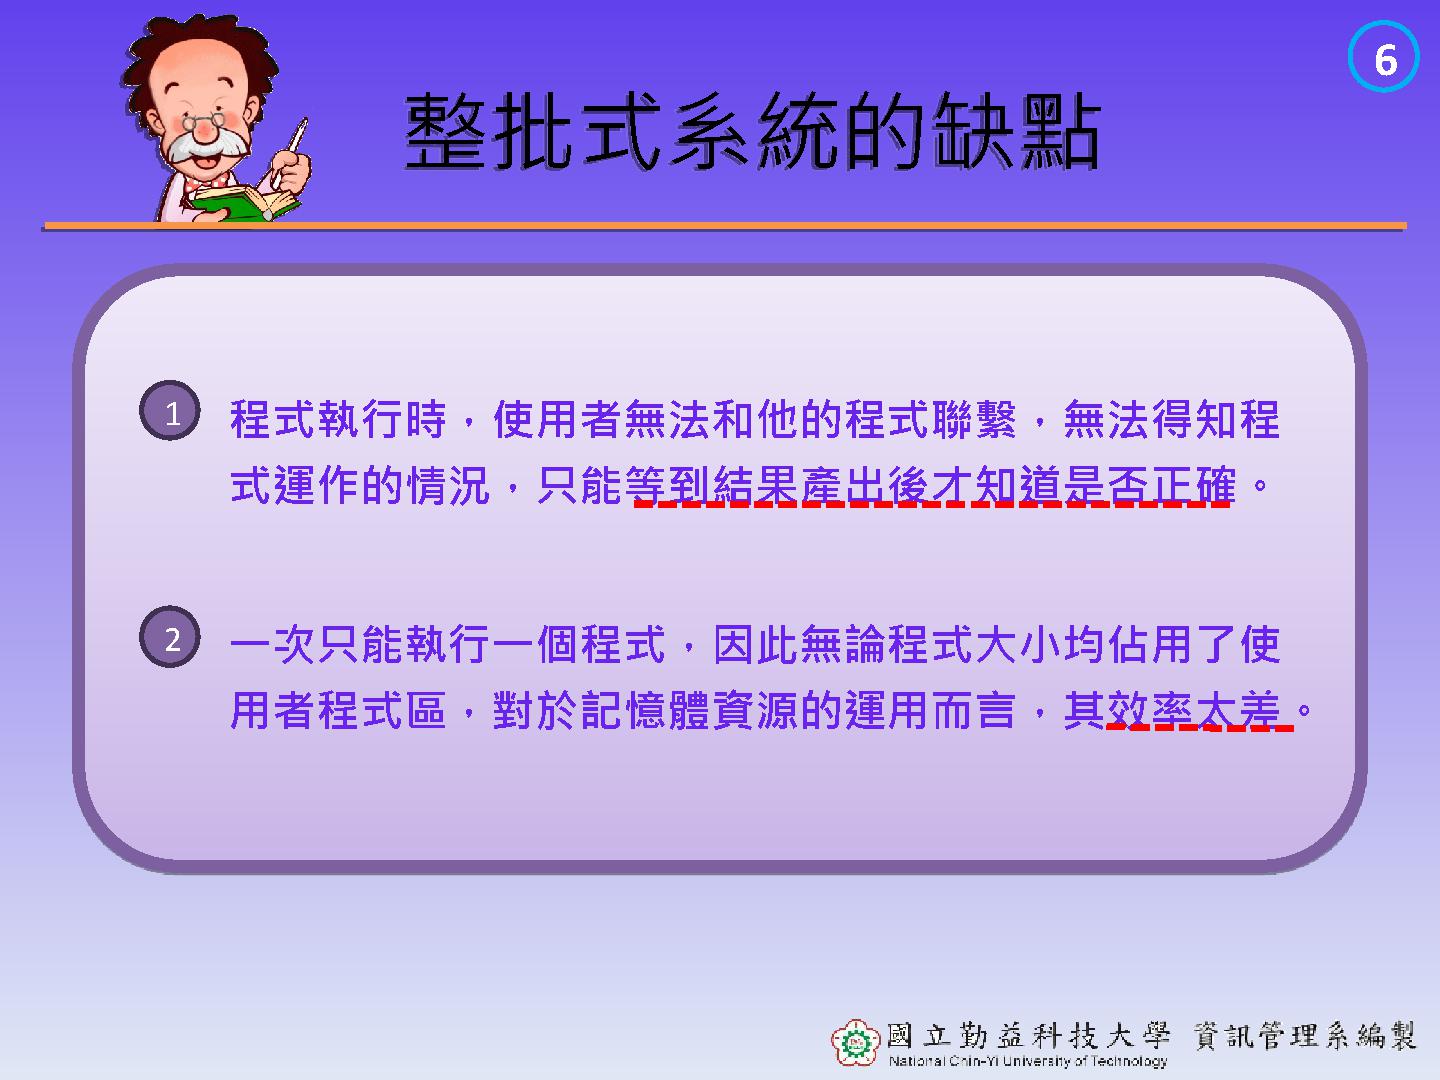 6
整批式系統的缺點
1 程式執行時，使用者無法和他的程式聯繫，無法得知程
式運作的情況，只能等到結果產出後才知道是否正確。
2 一次只能執行一個程式，因此無論程式大小均佔用了使
用者程式區，對於記憶體資源的運用而言，其效率太差。
國立勤益科技大學 資訊管理系編製
National Chin-Yi University of Technology